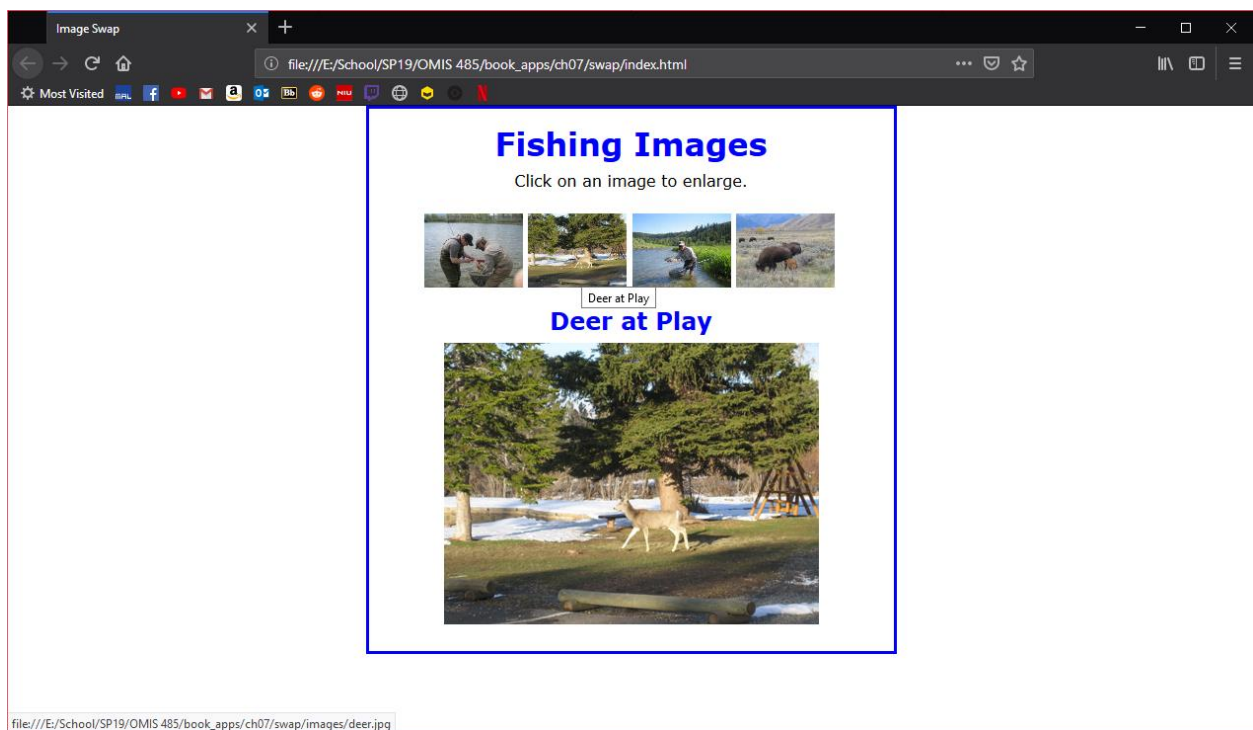 Image Swap
file:///E:/School/SP19/OMIS 485/book_apps/ch07/swap/index.html
Most Visited
Bb
NIU
Fishing Images
Click on an image to enlarge.
Deer at Play
Deer at Play
file:///E:/School/SP19/OMIS 485/book_apps/ch07/swap/images/deer.jpg